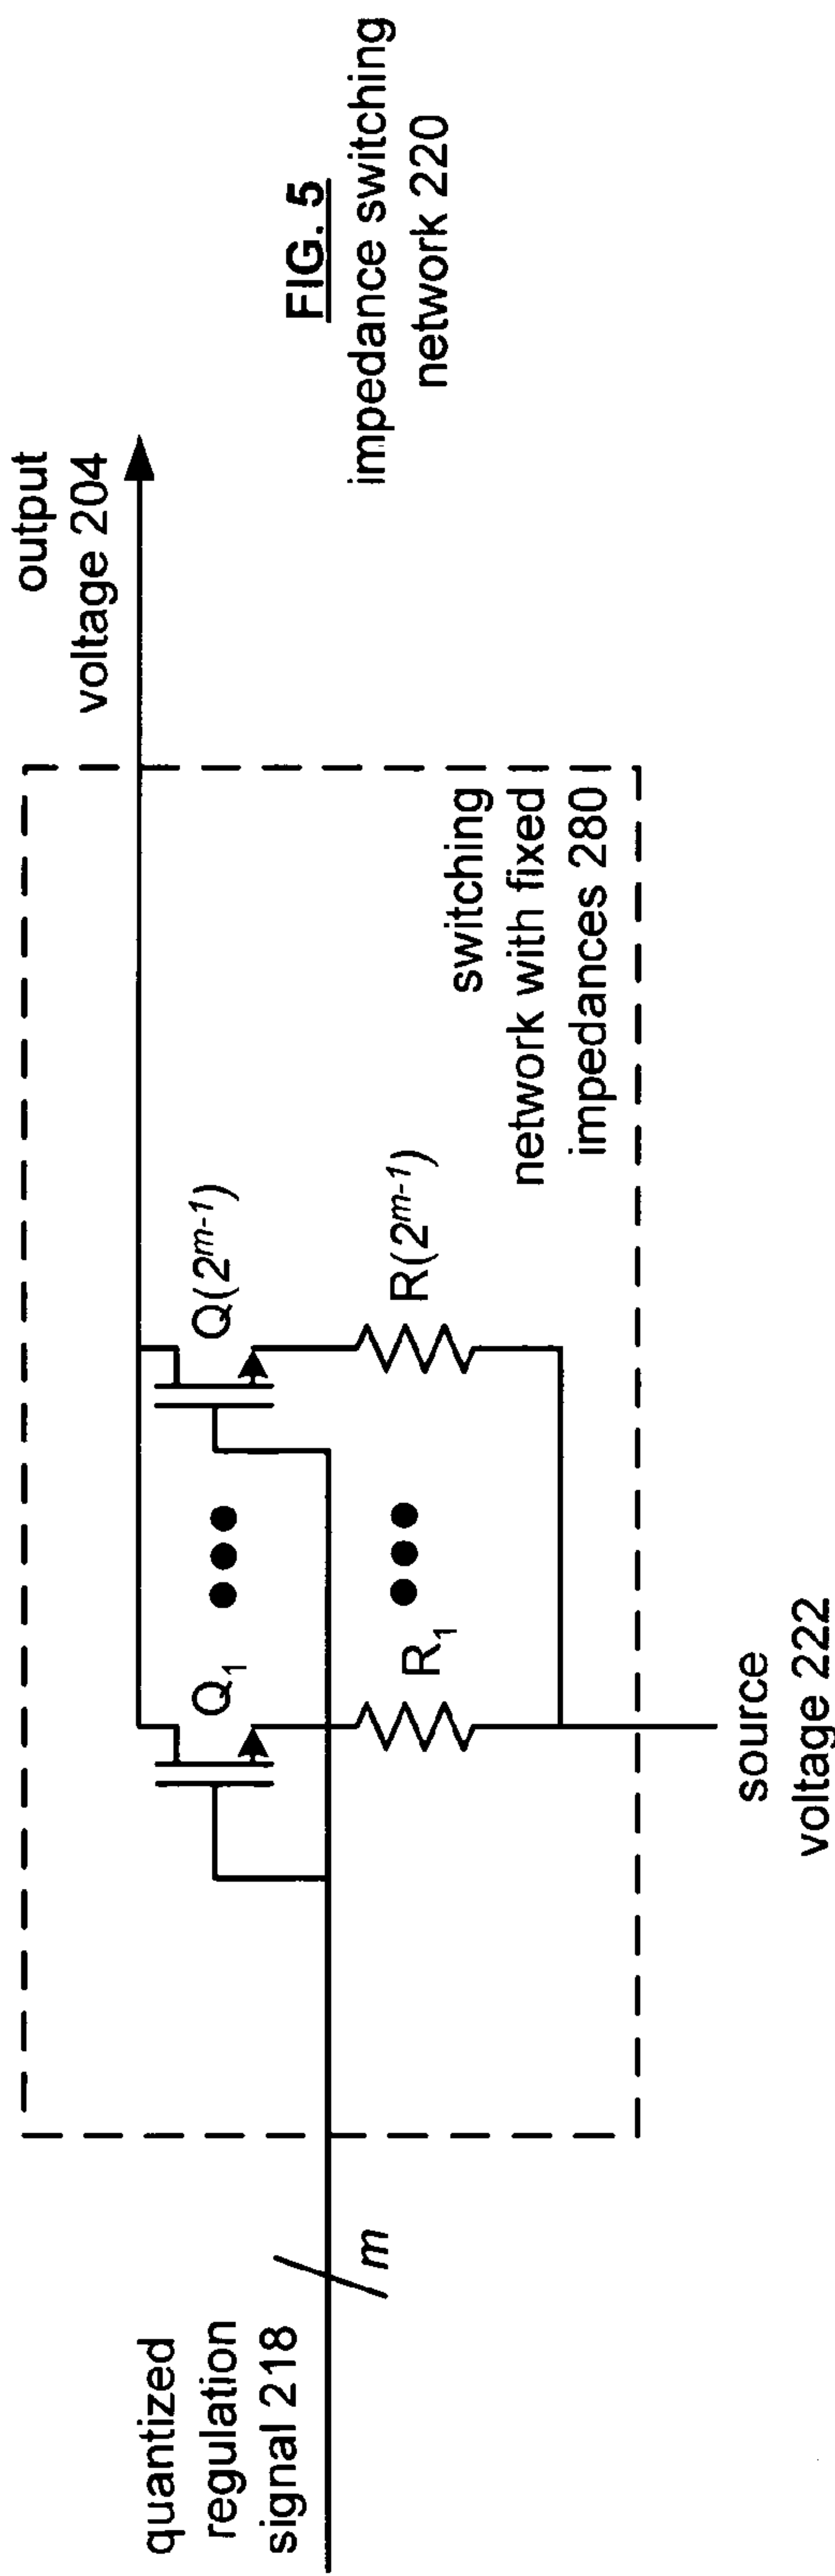 FIG. 5
impedance switching
network 220
output
voltage 204
switching
network with fixed
impedances 280
Q(2^{m-1})
R(2^{m-1})
Q₁
R₁
source
voltage 222
quantized
regulation
signal 218
m